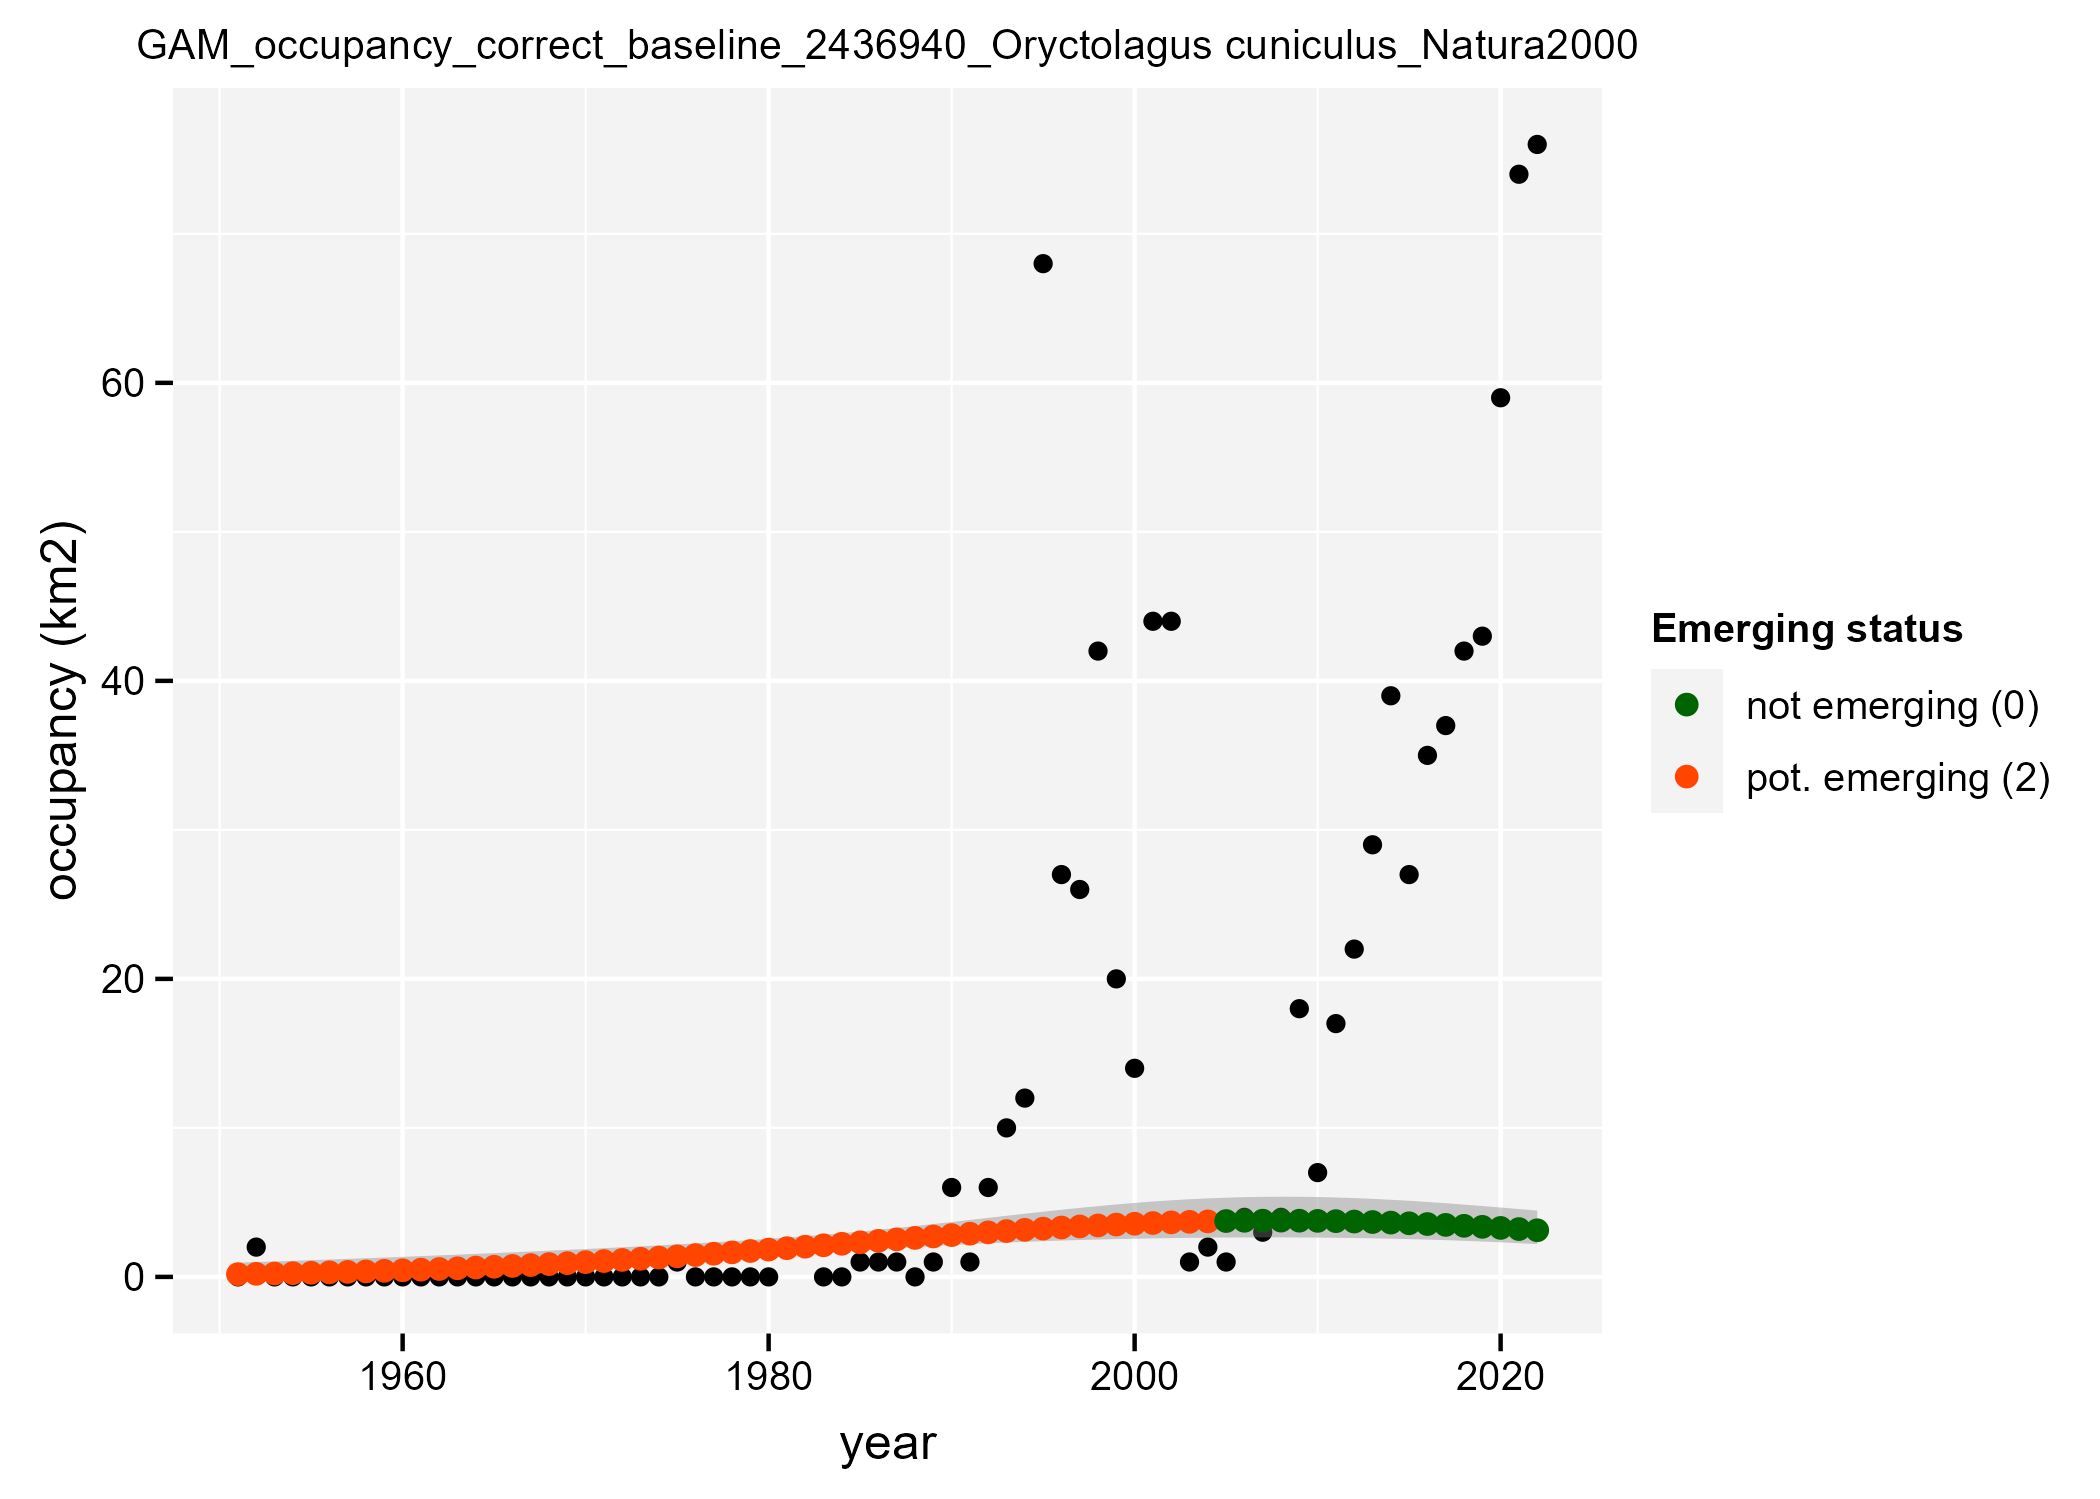 GAM_occupancy_correct_baseline_2436940_Oryctolagus cuniculus_Natura2000
occupancy (km2)
60
40
20
0
1960
1980
2000
2020
year
Emerging status
not emerging (0)
pot. emerging (2)